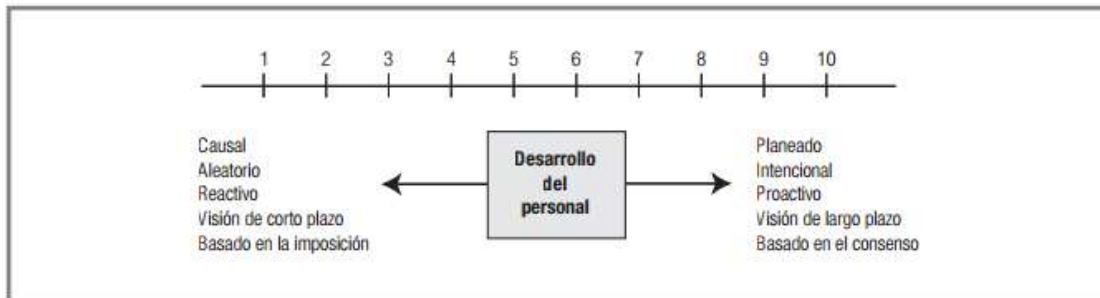 1 2 3 4 5 6 7 8 9 10
Causal
Aleatorio
Reactivo
Visión de corto plazo
Basado en la imposición
Desarrollo
del
personal
Planeado
Intencional
Proactivo
Visión de largo plazo
Basado en el consenso